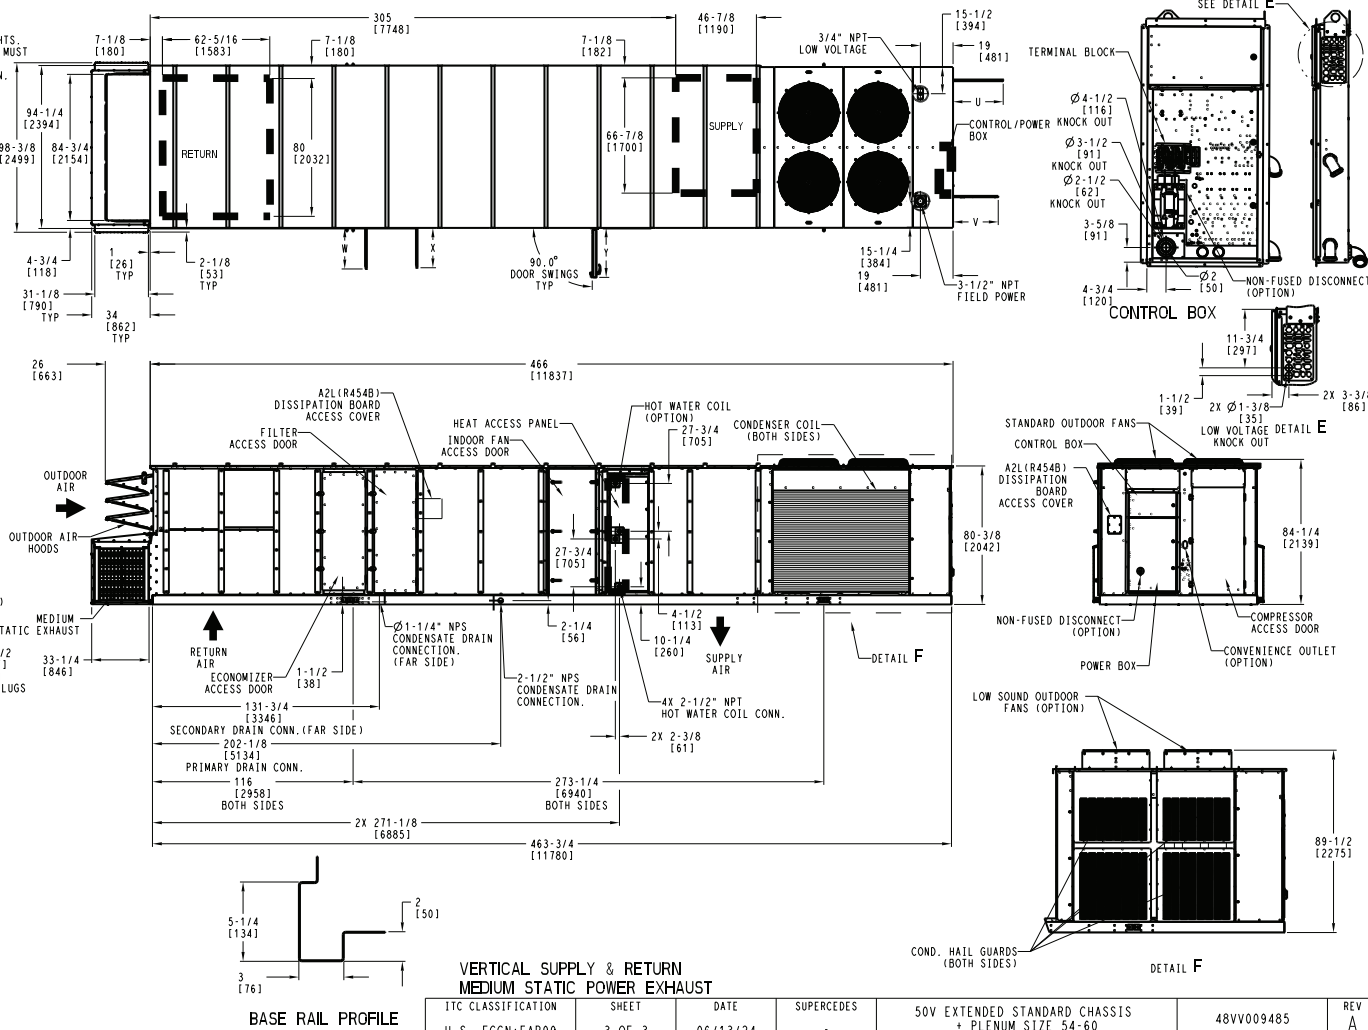 SEE DETAIL E
HTS.
MUST
N.
305
[7748]
46-7/8
[1190]
15-1/2
[394]
7-1/8
[180]
62-5/16
[1583]
7-1/8
[180]
7-1/8
[182]
3/4" NPT
LOW VOLTAGE
19
[481]
TERMINAL BLOCK
94-1/4
[2394]
98-3/8
[2499]
84-3/4
[2154]
RETURN
80
[2032]
66-7/8
[1700]
SUPPLY
U
CONTROL/POWER
BOX
Ø4-1/2
[116]
KNOCK OUT
Ø3-1/2
[91]
KNOCK OUT
Ø2-1/2
[62]
KNOCK OUT
3-5/8
[91]
4-3/4
[118]
1
[26]
TYP
2-1/8
[53]
TYP
W
X
90.0°
DOOR SWINGS
TYP
Y
15-1/4
[384]
19
[481]
V
3-1/2" NPT
FIELD POWER
4-3/4
[120]
Ø2
[50]
NON-FUSED DISCONNECT
(OPTION)
CONTROL BOX
31-1/8
[790]
TYP
34
[862]
TYP
11-3/4
[297]
1-1/2
[39]
2X Ø1-3/8
[35]
LOW VOLTAGE
KNOCK OUT
2X 3-3/8
[86]
DETAIL E
26
[663]
466
[11837]
A2L(R454B)
DISSIPATION BOARD
ACCESS COVER
FILTER
ACCESS DOOR
HEAT ACCESS PANEL
INDOOR FAN
ACCESS DOOR
HOT WATER COIL
(OPTION)
27-3/4
[705]
CONDENSER COIL
(BOTH SIDES)
STANDARD OUTDOOR FANS
CONTROL BOX
A2L(R454B)
DISSIPATION
BOARD
ACCESS COVER
OUTDOOR
AIR
OUTDOOR AIR
HOODS
27-3/4
[705]
80-3/8
[2042]
84-1/4
[2139]
)
MEDIUM
TATIC EXHAUST
/2
]
LUGS
33-1/4
[846]
RETURN
AIR
ECONOMIZER
ACCESS DOOR
1-1/2
[38]
Ø1-1/4" NPS
CONDENSATE DRAIN
CONNECTION.
(FAR SIDE)
2-1/4
[56]
4-1/2
[113]
10-1/4
[260]
SUPPLY
AIR
DETAIL F
2-1/2" NPS
CONDENSATE DRAIN
CONNECTION.
4X 2-1/2" NPT
HOT WATER COIL CONN.
NON-FUSED DISCONNECT
(OPTION)
POWER BOX
COMPRESSOR
ACCESS DOOR
CONVENIENCE OUTLET
(OPTION)
131-3/4
[3346]
SECONDARY DRAIN CONN.(FAR SIDE)
202-1/8
[5134]
PRIMARY DRAIN CONN.
2X 2-3/8
[61]
116
[2958]
BOTH SIDES
273-1/4
[6940]
BOTH SIDES
2X 271-1/8
[6885]
463-3/4
[11780]
LOW SOUND OUTDOOR
FANS (OPTION)
89-1/2
[2275]
COND. HAIL GUARDS
(BOTH SIDES)
DETAIL F
5-1/4
[134]
2
[50]
3
[76]
BASE RAIL PROFILE
VERTICAL SUPPLY & RETURN
MEDIUM STATIC POWER EXHAUST
ITC CLASSIFICATION
SHEET
DATE
SUPERCEDES
50V EXTENDED STANDARD CHASSIS
+ PLENUM SIZE 54-60
48VV009485
REV
A
U.S. ECCN:EAR99
3 OF 3
06/13/24
-